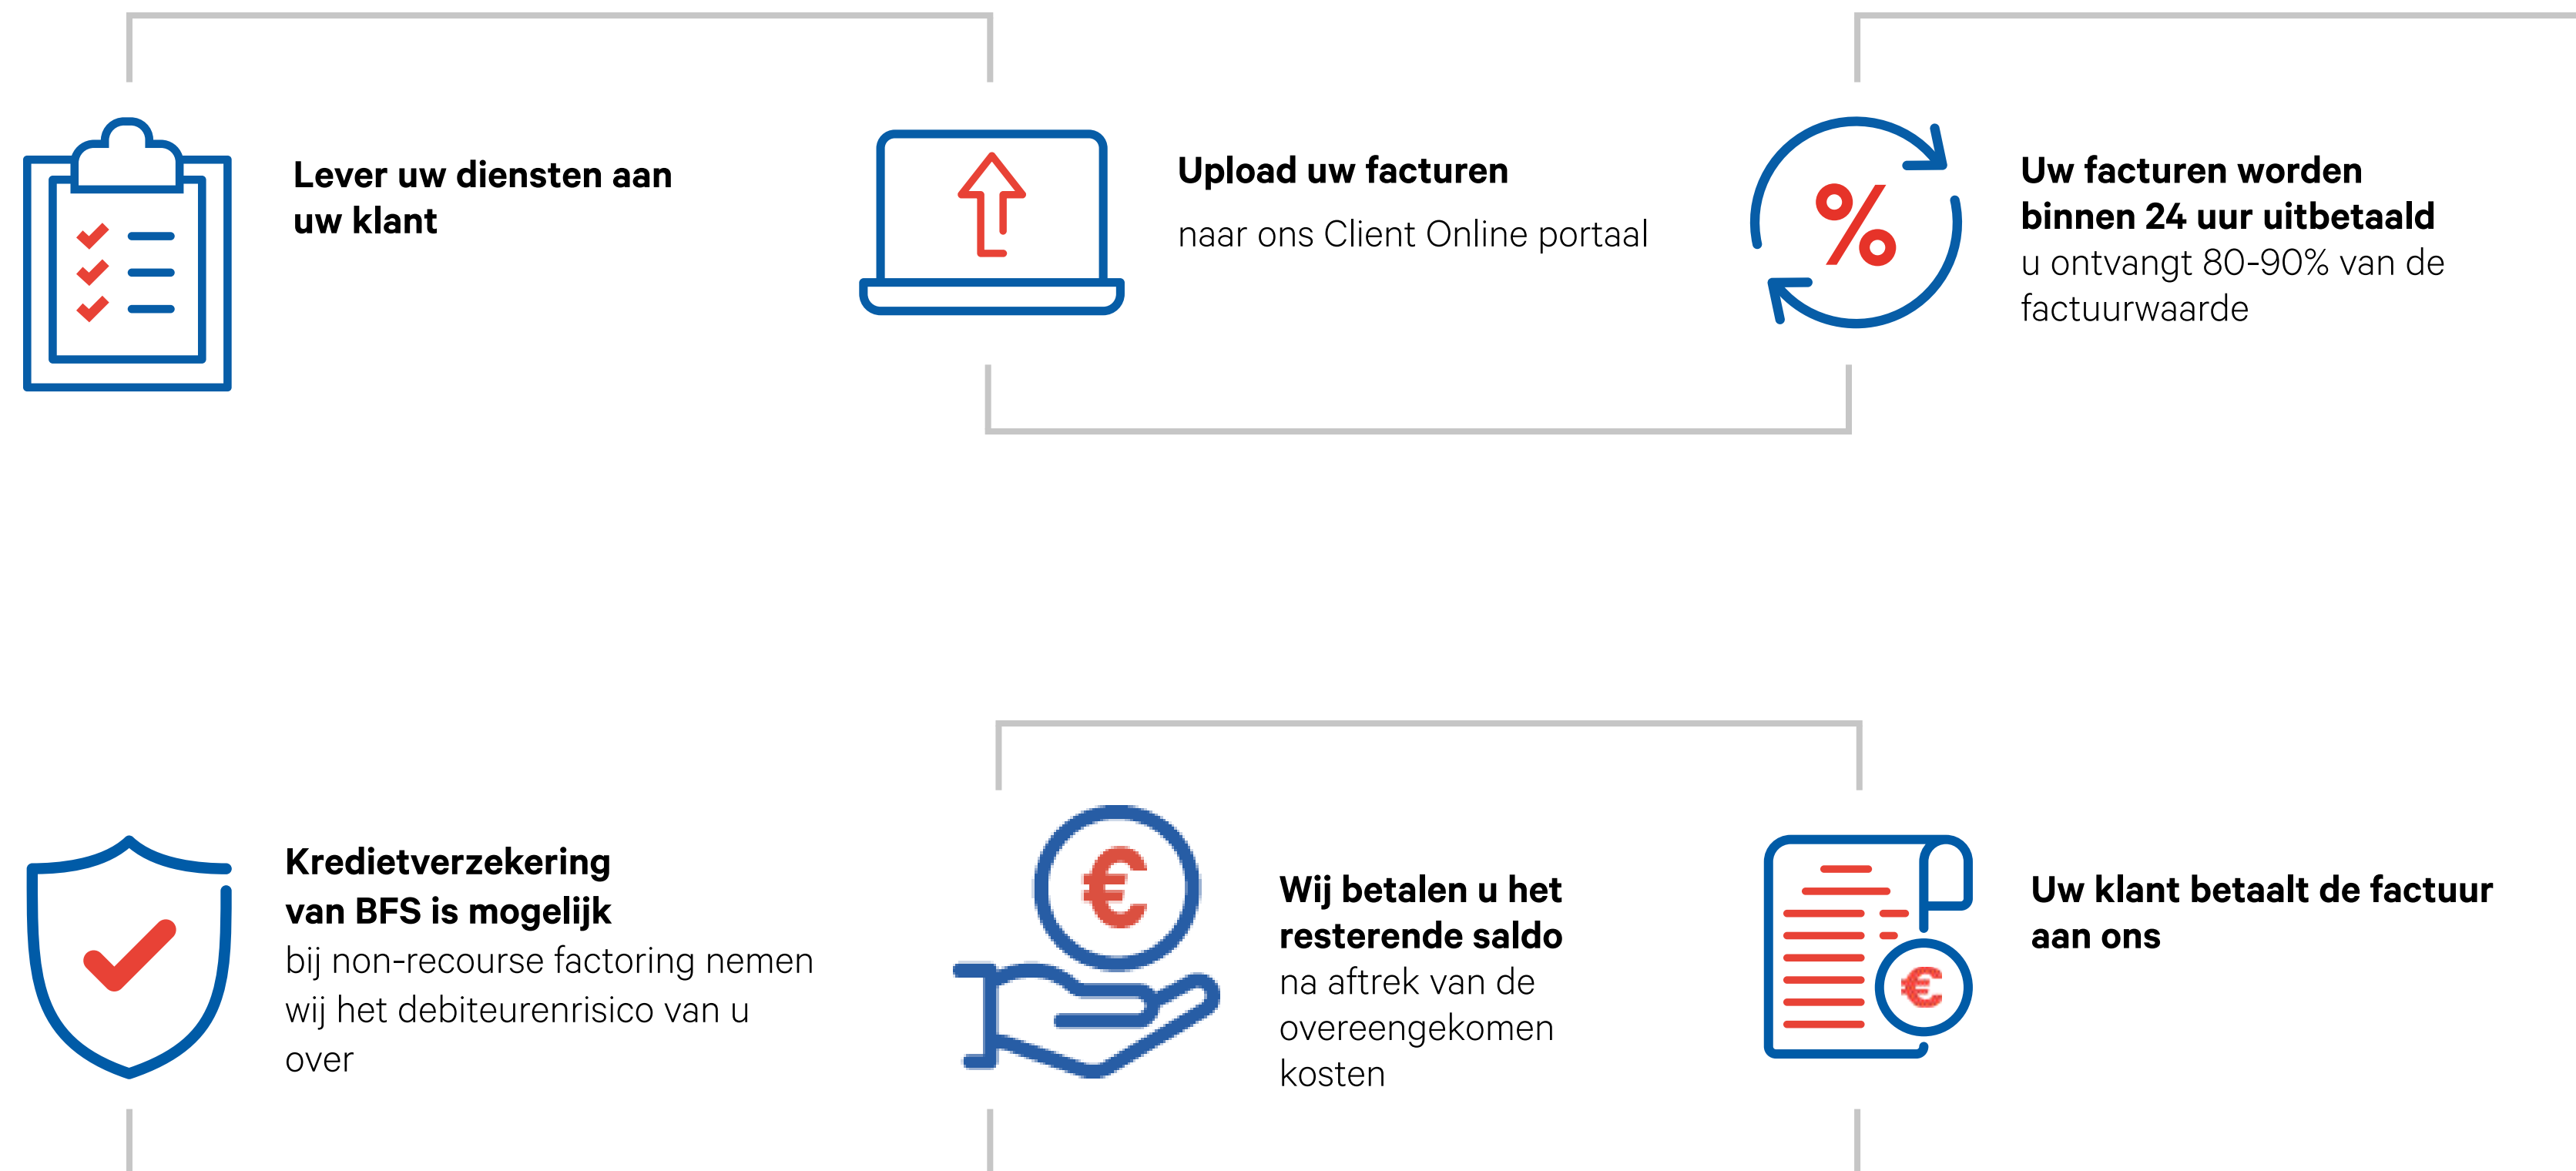 Lever uw diensten aan
uw klant
Upload uw facturen
naar ons Client Online portaal
%
Uw facturen worden
binnen 24 uur uitbetaald
u ontvangt 80-90% van de
factuurwaarde
Kredietverzekering
van BFS is mogelijk
bij non-recourse factoring nemen
wij het debiteurenrisico van u
over
€
Wij betalen u het
resterende saldo
na aftrek van de
overeengekomen
kosten
€
Uw klant betaalt de factuur
aan ons